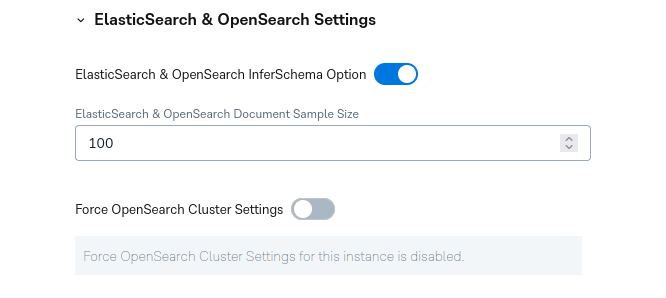 ElasticSearch & OpenSearch Settings
ElasticSearch & OpenSearch InferSchema Option
ElasticSearch & OpenSearch Document Sample Size
100
Force OpenSearch Cluster Settings
Force OpenSearch Cluster Settings for this instance is disabled.